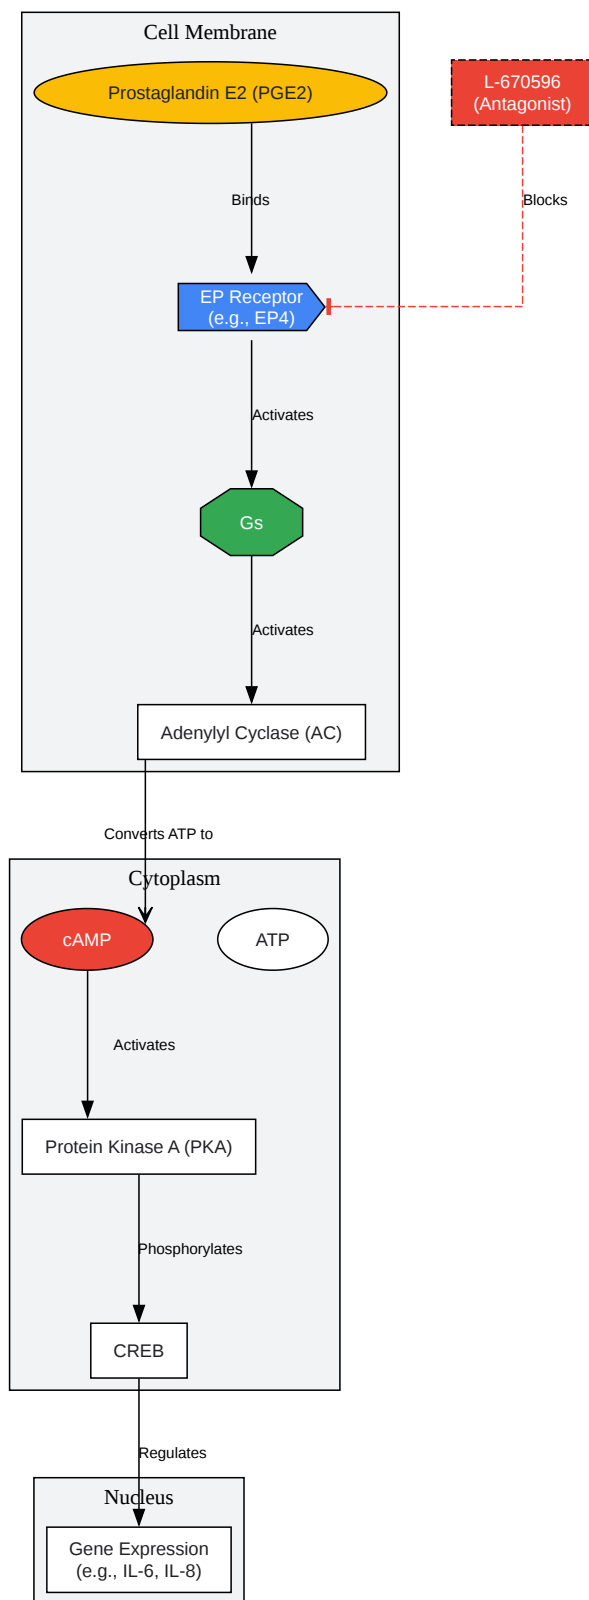 Cell Membrane
Prostaglandin E2 (PGE2)
L-670596
(Antagonist)
Binds
Blocks
EP Receptor
(e.g., EP4)
Activates
Gs
Activates
Adenylyl Cyclase (AC)
Converts ATP to
Cytoplasm
cAMP
ATP
Activates
Protein Kinase A (PKA)
Phosphorylates
CREB
Regulates
Nucleus
Gene Expression
(e.g., IL-6, IL-8)